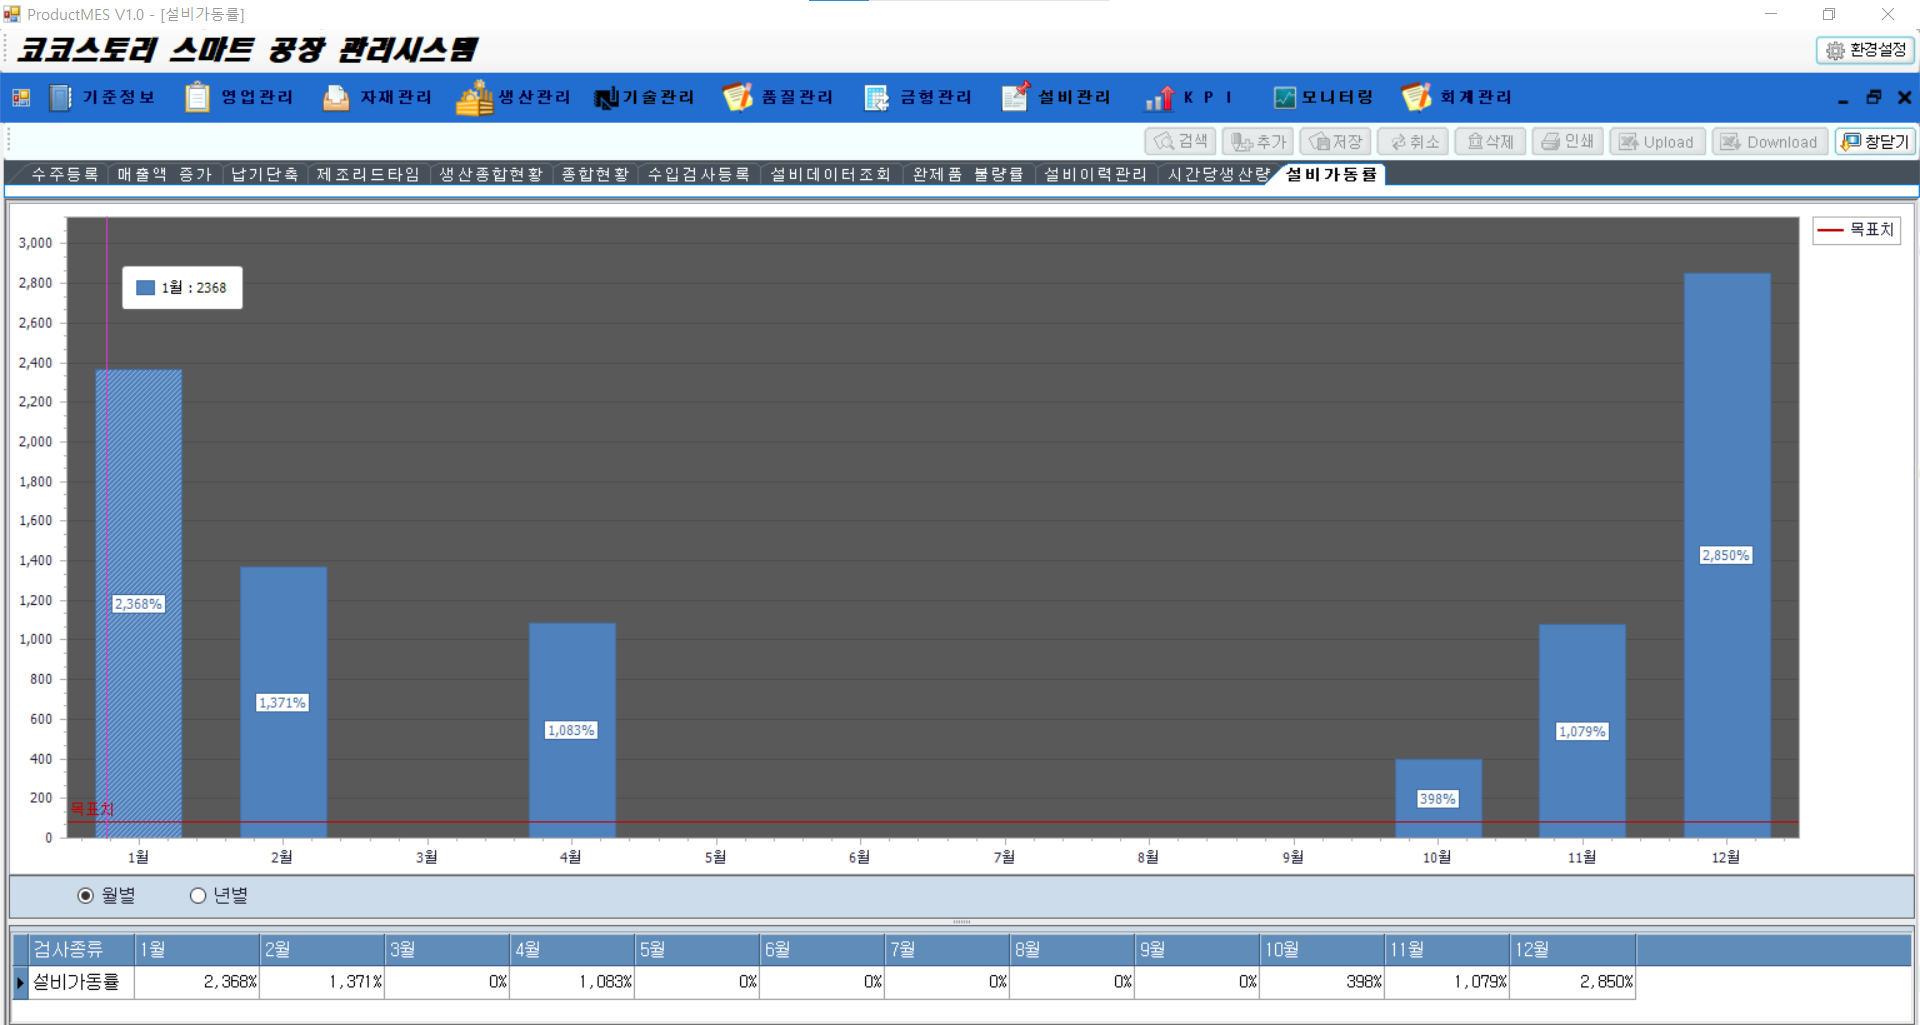 ProductMES V1.0 - [설비가동률]
코코스토리 스마트 공장 관리시스템
환경설정
기준정보 영업관리 자재관리 생산관리 기술관리 품질관리 금형관리 설비관리 K P I 모니터링 회계관리
검색 추가 저장 취소 삭제 인쇄 Upload Download 창닫기
수주등록 매출액 증가 납기단축 제조리드타임 생산종합현황 종합현황 수입검사등록 설비데이터조회 완제품 불량률 설비이력관리 시간당생산량 설비가동률
목표치
3,000
2,800
1월 : 2368
2,600
2,400
2,200
2,000
1,800
1,600
1,400
2,850%
1,200
2,368%
1,000
800
1,371%
600
1,083%
1,079%
400
200
398%
목표치
0
1월 2월 3월 4월 5월 6월 7월 8월 9월 10월 11월 12월
월별 년별
검사종류 1월 2월 3월 4월 5월 6월 7월 8월 9월 10월 11월 12월
설비가동률 2,368% 1,371% 0% 1,083% 0% 0% 0% 0% 0% 398% 1,079% 2,850%